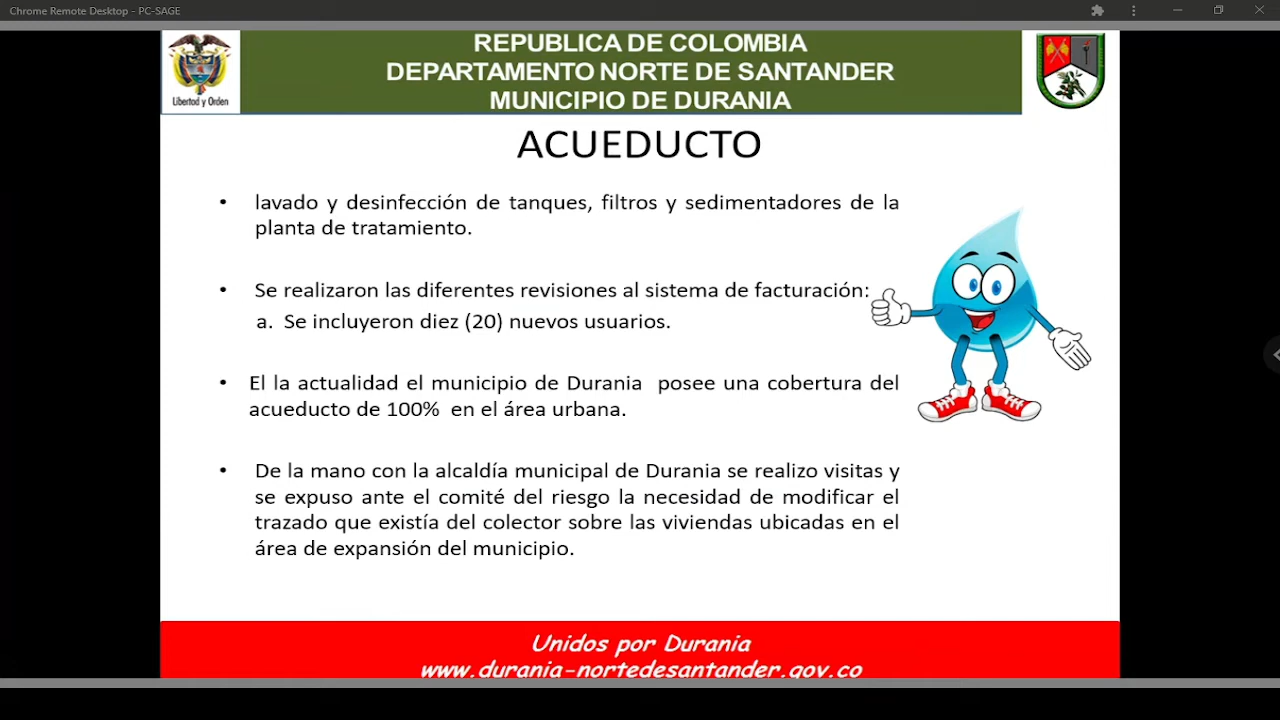 Chrome Remote Desktop - PC-SAGE
REPUBLICA DE COLOMBIA
DEPARTAMENTO NORTE DE SANTANDER
MUNICIPIO DE DURANIA
Libertad y Orden
ACUEDUCTO
• lavado y desinfección de tanques, filtros y sedimentadores de la
planta de tratamiento.
• Se realizaron las diferentes revisiones al sistema de facturación:
a. Se incluyeron diez (20) nuevos usuarios.
• El la actualidad el municipio de Durania posee una cobertura del
acueducto de 100% en el área urbana.
• De la mano con la alcaldía municipal de Durania se realizo visitas y
se expuso ante el comité del riesgo la necesidad de modificar el
trazado que existía del colector sobre las viviendas ubicadas en el
área de expansión del municipio.
Unidos por Durania
www.durania-nortedesantander.gov.co